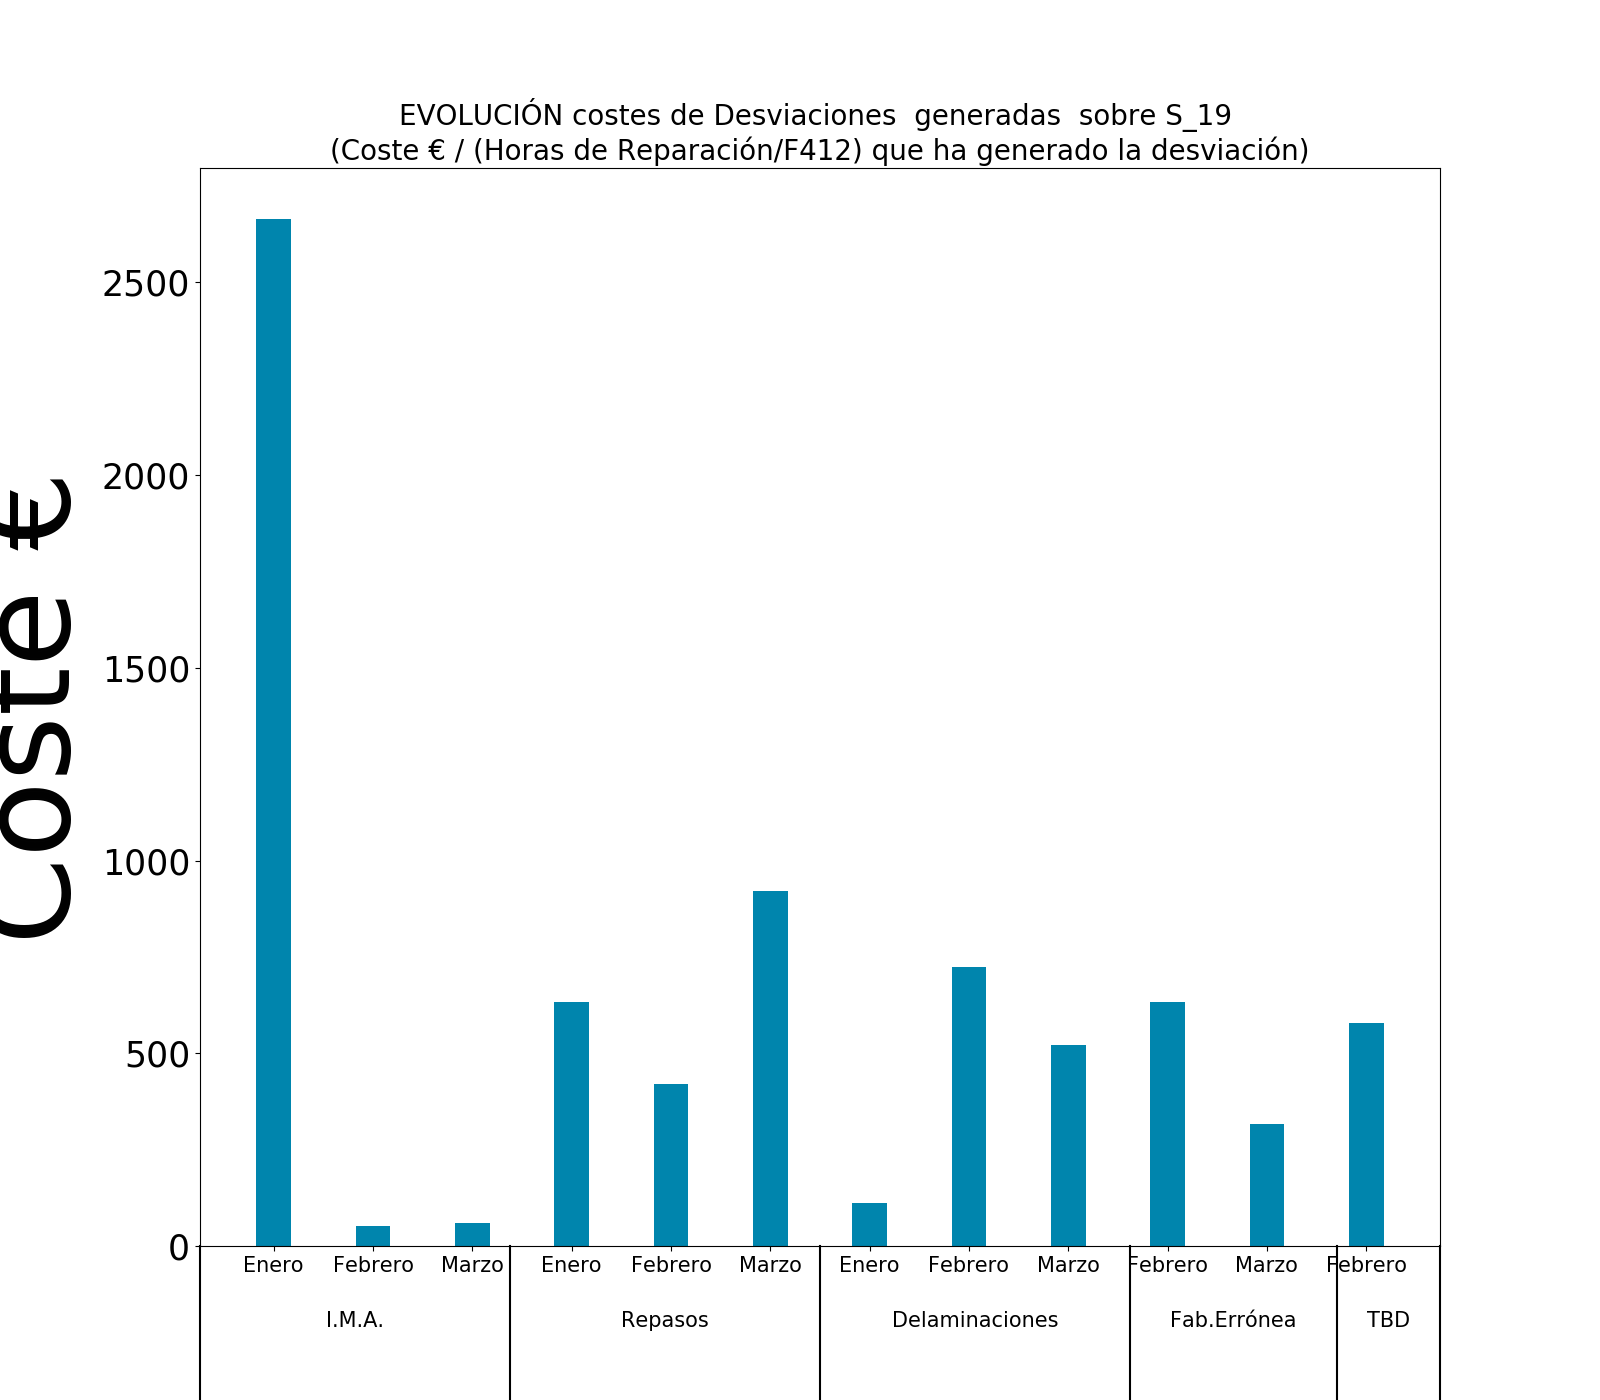 EVOLUCIÓN costes de Desviaciones  generadas  sobre S_19
(Coste € / (Horas de Reparación/F412) que ha generado la desviación)
Coste €
2500
2000
1500
1000
500
0
Enero Febrero Marzo Enero Febrero Marzo Enero Febrero Marzo Febrero Marzo Febrero
I.M.A. Repasos Delaminaciones Fab.Errónea TBD